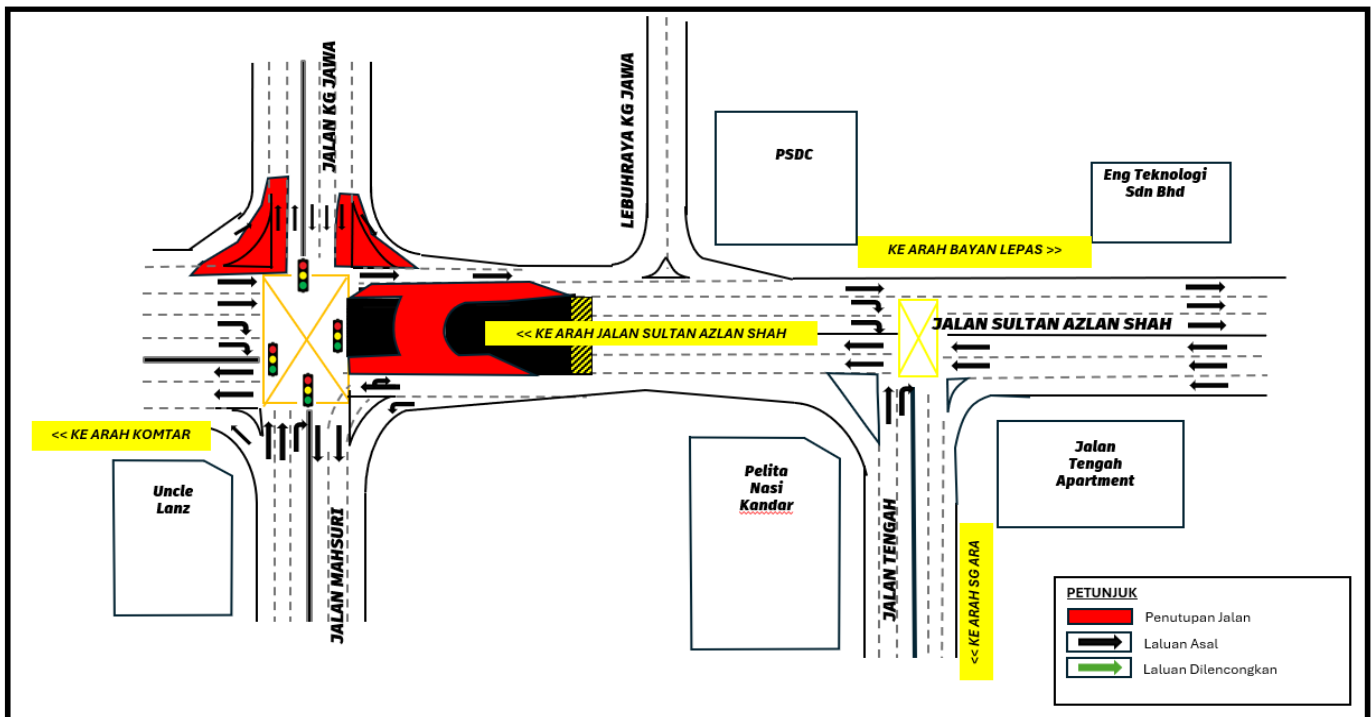 JALAN KG JAWA
LEBUHRAYA KG JAWA
PSDC
Eng Teknologi
Sdn Bhd
KE ARAH BAYAN LEPAS >>
<< KE ARAH JALAN SULTAN AZLAN SHAH
JALAN SULTAN AZLAN SHAH
<< KE ARAH KOMTAR
Uncle
Lanz
JALAN MAHSURI
Pelita
Nasi
Kandar
JALAN TENGAH
<< KE ARAH SG ARA
Jalan
Tengah
Apartment
PETUNJUK
Penutupan Jalan
Laluan Asal
Laluan Dilencongkan